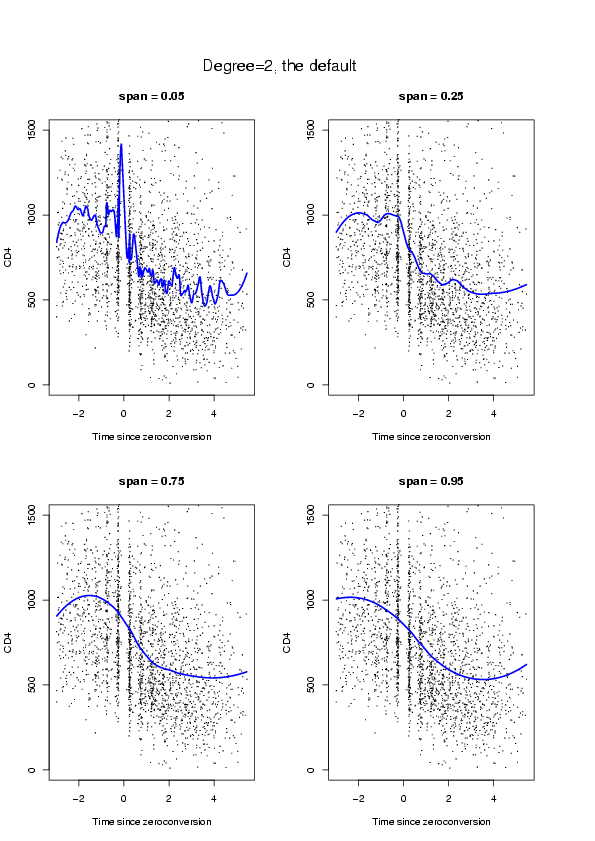 Degree=2, the default
span = 0.05
CD4
1500
1000
500
0
−2 0 2 4
Time since zeroconversion
span = 0.25
CD4
1500
1000
500
0
−2 0 2 4
Time since zeroconversion
span = 0.75
CD4
1500
1000
500
0
−2 0 2 4
Time since zeroconversion
span = 0.95
CD4
1500
1000
500
0
−2 0 2 4
Time since zeroconversion